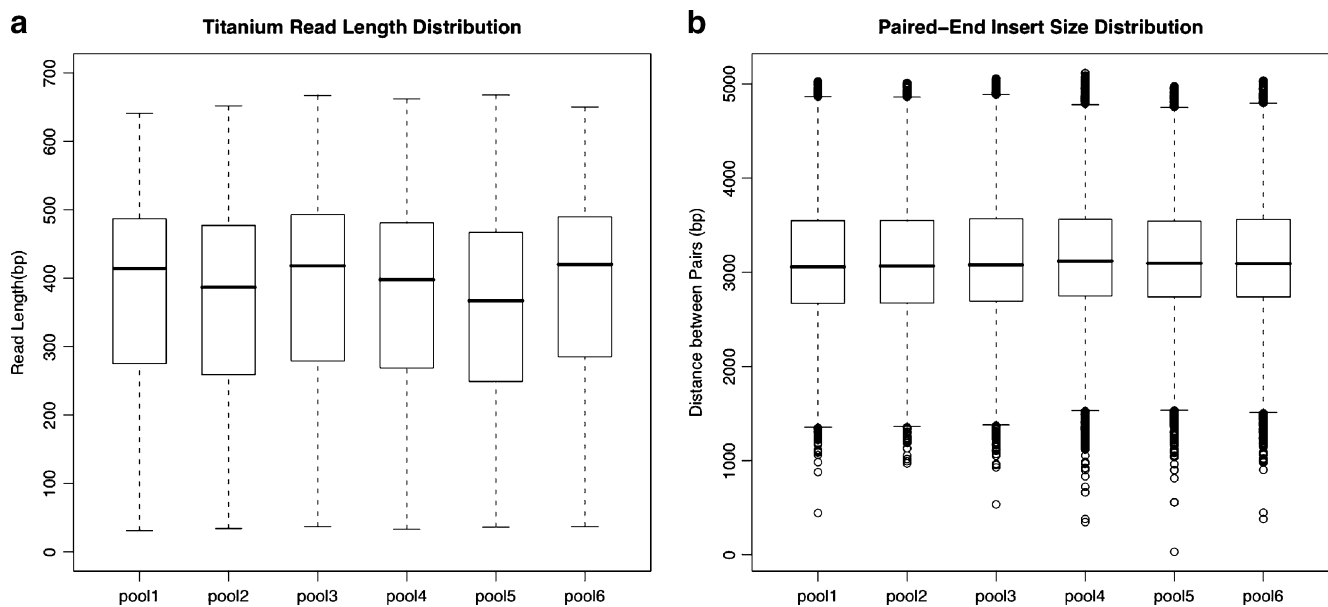 a
Titanium Read Length Distribution
Read Length(bp)
700
600
500
400
300
200
100
0
pool1 pool2 pool3 pool4 pool5 pool6
b
Paired-End Insert Size Distribution
Distance between Pairs (bp)
5000
4000
3000
2000
1000
0
pool1 pool2 pool3 pool4 pool5 pool6